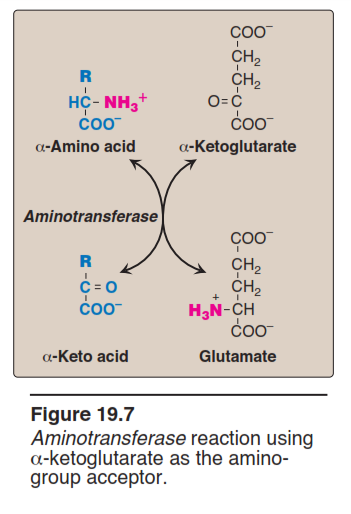 COO⁻
CH₂
CH₂
O=C
COO⁻
α-Ketoglutarate
R
HC-NH₃⁺
COO⁻
α-Amino acid
Aminotransferase
R
C=O
COO⁻
α-Keto acid
COO⁻
CH₂
CH₂
H₃N⁺-CH
COO⁻
Glutamate
Figure 19.7
Aminotransferase reaction using
α-ketoglutarate as the amino-
group acceptor.